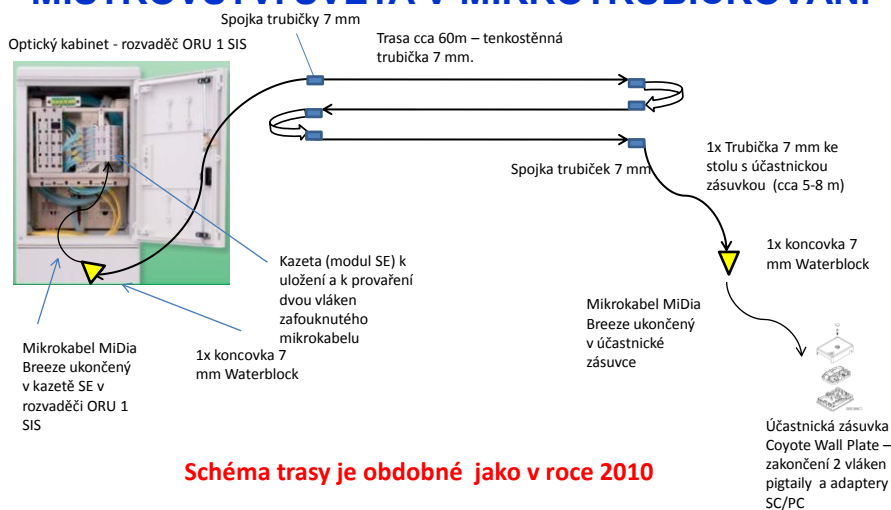 MISTROVSTVÍ SVĚTA V MIKROTRUBIČKOVÁNÍ
Spojka trubičky 7 mm
Optický kabinet - rozvaděč ORU 1 SIS
Trasa cca 60m – tenkostěnná
trubička 7 mm.
Spojka trubiček 7 mm
1x Trubička 7 mm ke
stolu s účastnickou
zásuvkou  (cca 5-8 m)
1x koncovka 7
mm Waterblock
Kazeta (modul SE) k
uložení a k provaření
dvou vláken
zafouknutého
mikrokabelu
Mikrokabel MiDia
Breeze ukončený
v účastnické
zásuvce
Mikrokabel MiDia
Breeze ukončený
v kazetě SE v
rozvaděči ORU 1
SIS
1x koncovka 7
mm Waterblock
Účastnická zásuvka
Coyote Wall Plate –
zakončení 2 vláken
pigtaily  a adaptery
SC/PC
Schéma trasy je obdobné  jako v roce 2010